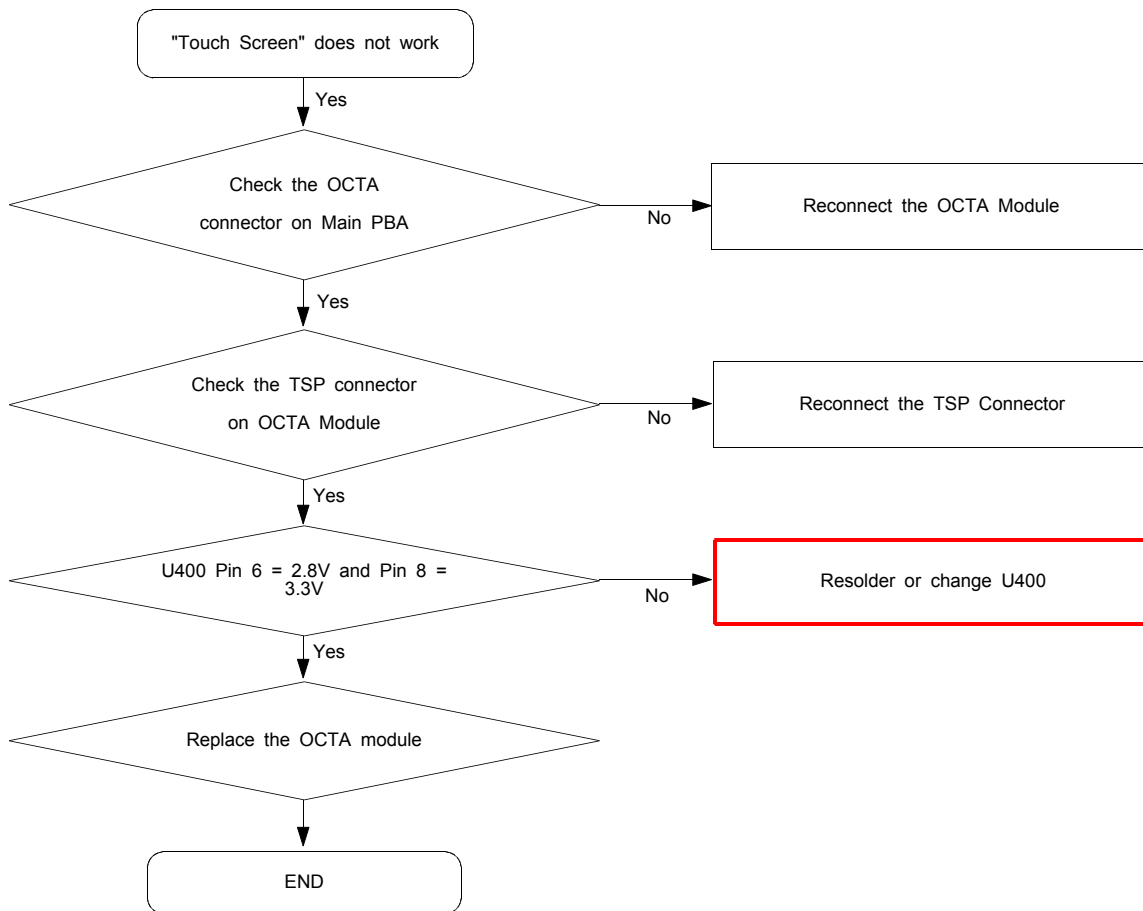 "Touch Screen" does not work
Yes
Check the OCTA
connector on Main PBA
No
Reconnect the OCTA Module
Yes
Check the TSP connector
on OCTA Module
No
Reconnect the TSP Connector
Yes
U400 Pin 6 = 2.8V and Pin 8 =
3.3V
No
Resolder or change U400
Yes
Replace the OCTA module
END